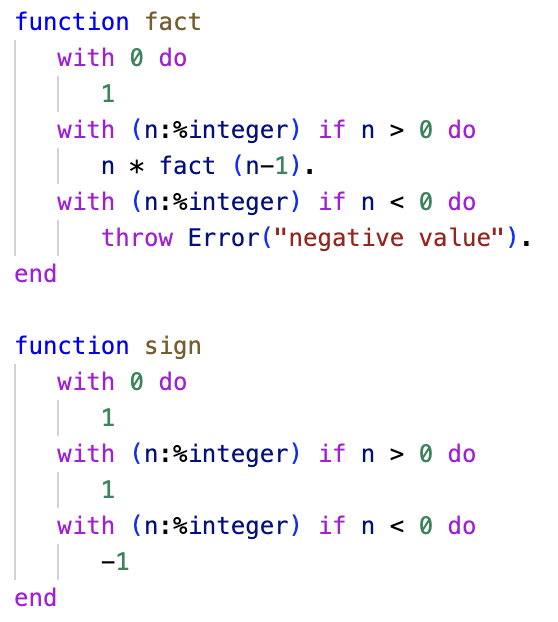 function fact
with 0 do
1
with (n:%integer) if n > 0 do
n * fact (n-1).
with (n:%integer) if n < 0 do
throw Error("negative value").
end
function sign
with 0 do
1
with (n:%integer) if n > 0 do
1
with (n:%integer) if n < 0 do
-1
end